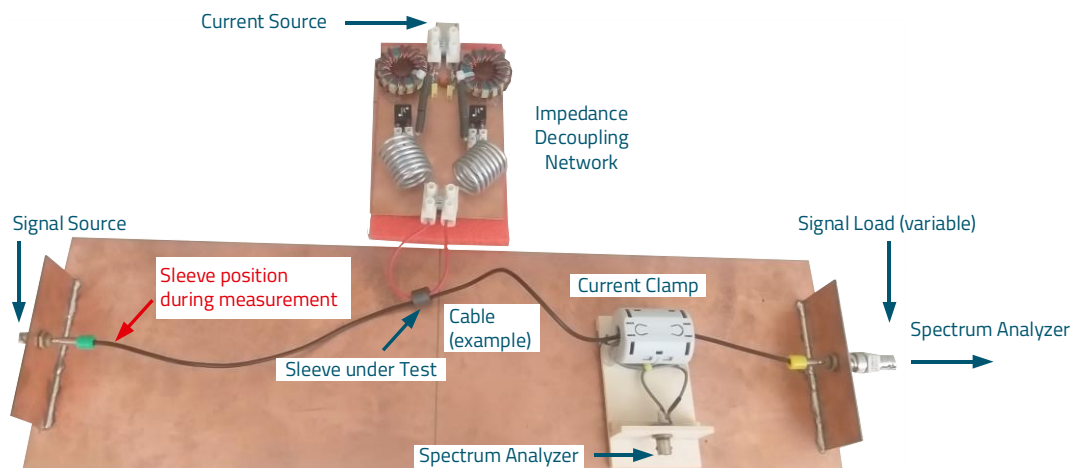 Current Source
Impedance
Decoupling
Network
Signal Source
Signal Load (variable)
Sleeve position
during measurement
Current Clamp
Spectrum Analyzer
Cable
(example)
Sleeve under Test
Spectrum Analyzer